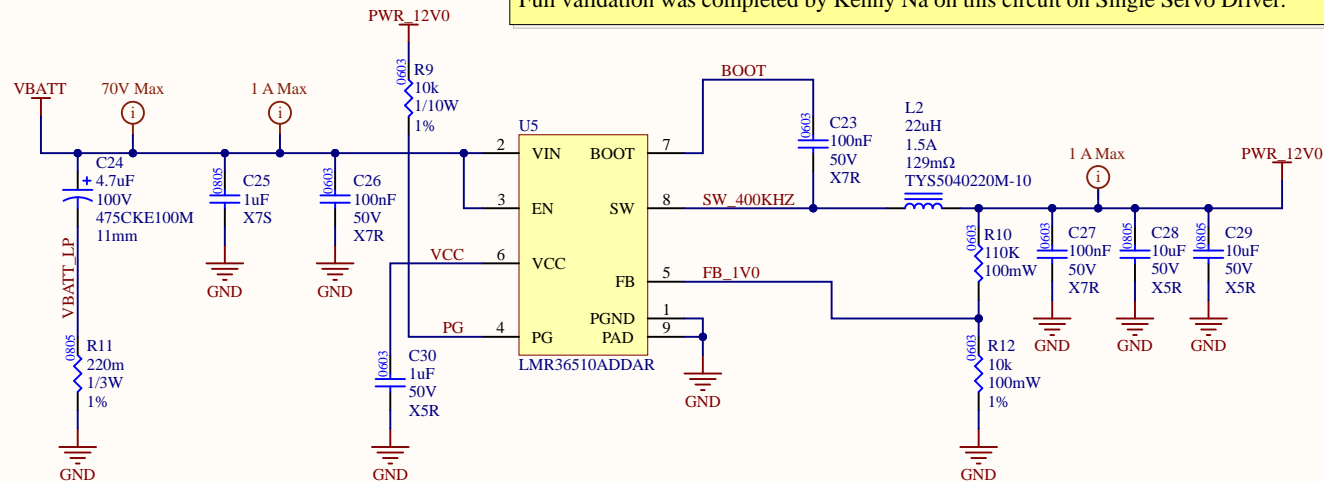 Full validation was completed by Kenny Na on this circuit on Single Servo Driver.
PWR_12V0
VBATT
70V Max
i
1 A Max
i
0603
R9
10k
1/10W
1%
BOOT
0603
C23
100nF
50V
X7R
L2
22uH
1.5A
129mΩ
TYS5040220M-10
1 A Max
i
PWR_12V0
U5
2
VIN
BOOT
7
3
EN
SW
8
SW_400KHZ
VCC
6
VCC
FB
5
FB_1V0
PGND
1
PG
4
PG
PAD
9
LMR36510ADDAR
GND
+
C24
4.7uF
100V
475CKE100M
11mm
0805
C25
1uF
X7S
GND
0603
C26
100nF
50V
X7R
GND
VBATT_LP
0805
R11
220m
1/3W
1%
GND
0603
C30
1uF
50V
X5R
GND
0603
R10
110K
100mW
0603
C27
100nF
50V
X7R
GND
0805
C28
10uF
50V
X5R
GND
0805
C29
10uF
50V
X5R
GND
0603
R12
10k
100mW
1%
GND